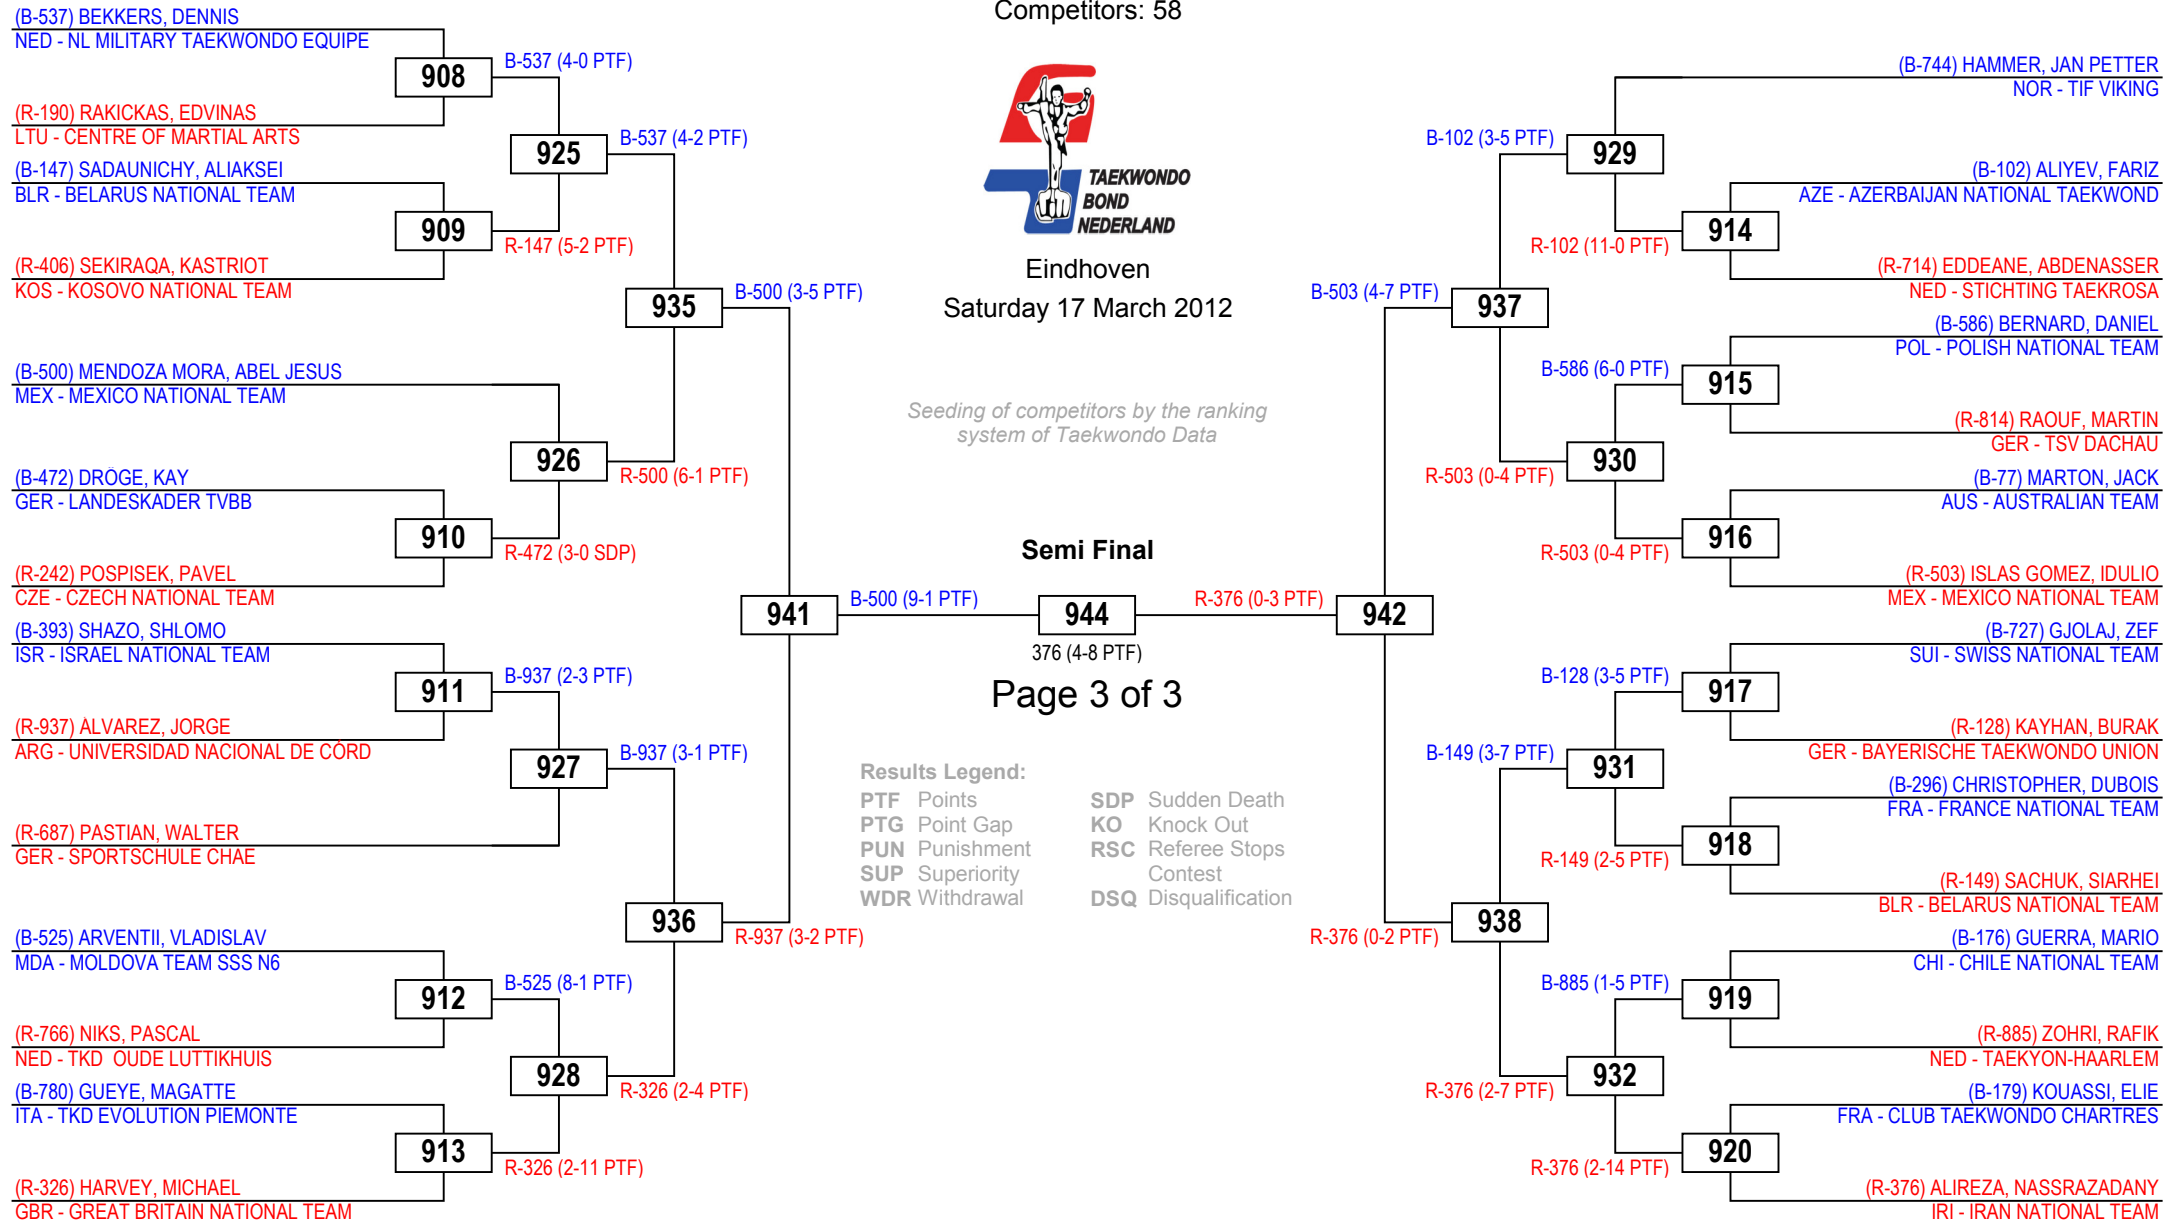 Competitors: 58
TAEKWONDO
BOND
NEDERLAND
Eindhoven
Saturday 17 March 2012
Seeding of competitors by the ranking
system of Taekwondo Data
(B-537) BEKKERS, DENNIS
NED - NL MILITARY TAEKWONDO EQUIPE
908
B-537 (4-0 PTF)
(R-190) RAKICKAS, EDVINAS
LTU - CENTRE OF MARTIAL ARTS
925
B-537 (4-2 PTF)
(B-147) SADAUNICHY, ALIAKSEI
BLR - BELARUS NATIONAL TEAM
909
R-147 (5-2 PTF)
(R-406) SEKIRAQA, KASTRIOT
KOS - KOSOVO NATIONAL TEAM
935
B-500 (3-5 PTF)
(B-500) MENDOZA MORA, ABEL JESUS
MEX - MEXICO NATIONAL TEAM
926
R-500 (6-1 PTF)
(B-472) DRÖGE, KAY
GER - LANDESKADER TVBB
910
R-472 (3-0 SDP)
(R-242) POSPISEK, PAVEL
CZE - CZECH NATIONAL TEAM
941
B-500 (9-1 PTF)
(B-393) SHAZO, SHLOMO
ISR - ISRAEL NATIONAL TEAM
911
B-937 (2-3 PTF)
(R-937) ALVAREZ, JORGE
ARG - UNIVERSIDAD NACIONAL DE CÓRD
927
B-937 (3-1 PTF)
(R-687) PASTIAN, WALTER
GER - SPORTSCHULE CHAE
936
R-937 (3-2 PTF)
(B-525) ARVENTII, VLADISLAV
MDA - MOLDOVA TEAM SSS N6
912
B-525 (8-1 PTF)
(R-766) NIKS, PASCAL
NED - TKD  OUDE LUTTIKHUIS
928
R-326 (2-4 PTF)
(B-780) GUEYE, MAGATTE
ITA - TKD EVOLUTION PIEMONTE
913
R-326 (2-11 PTF)
(R-326) HARVEY, MICHAEL
GBR - GREAT BRITAIN NATIONAL TEAM
Semi Final
944
376 (4-8 PTF)
Page 3 of 3
Results Legend:
PTF Points
PTG Point Gap
PUN Punishment
SUP Superiority
WDR Withdrawal
SDP Sudden Death
KO Knock Out
RSC Referee Stops
Contest
DSQ Disqualification
(B-744) HAMMER, JAN PETTER
NOR - TIF VIKING
B-102 (3-5 PTF)
929
(B-102) ALIYEV, FARIZ
AZE - AZERBAIJAN NATIONAL TAEKWOND
R-102 (11-0 PTF)
914
(R-714) EDDEANE, ABDENASSER
NED - STICHTING TAEKROSA
B-503 (4-7 PTF)
937
(B-586) BERNARD, DANIEL
POL - POLISH NATIONAL TEAM
B-586 (6-0 PTF)
915
(R-814) RAOUF, MARTIN
GER - TSV DACHAU
R-503 (0-4 PTF)
930
(B-77) MARTON, JACK
AUS - AUSTRALIAN TEAM
R-503 (0-4 PTF)
916
(R-503) ISLAS GOMEZ, IDULIO
MEX - MEXICO NATIONAL TEAM
R-376 (0-3 PTF)
942
(B-727) GJOLAJ, ZEF
SUI - SWISS NATIONAL TEAM
B-128 (3-5 PTF)
917
(R-128) KAYHAN, BURAK
GER - BAYERISCHE TAEKWONDO UNION
B-149 (3-7 PTF)
931
(B-296) CHRISTOPHER, DUBOIS
FRA - FRANCE NATIONAL TEAM
R-149 (2-5 PTF)
918
(R-149) SACHUK, SIARHEI
BLR - BELARUS NATIONAL TEAM
R-376 (0-2 PTF)
938
(B-176) GUERRA, MARIO
CHI - CHILE NATIONAL TEAM
B-885 (1-5 PTF)
919
(R-885) ZOHRI, RAFIK
NED - TAEKYON-HAARLEM
R-376 (2-7 PTF)
932
(B-179) KOUASSI, ELIE
FRA - CLUB TAEKWONDO CHARTRES
R-376 (2-14 PTF)
920
(R-376) ALIREZA, NASSRAZADANY
IRI - IRAN NATIONAL TEAM